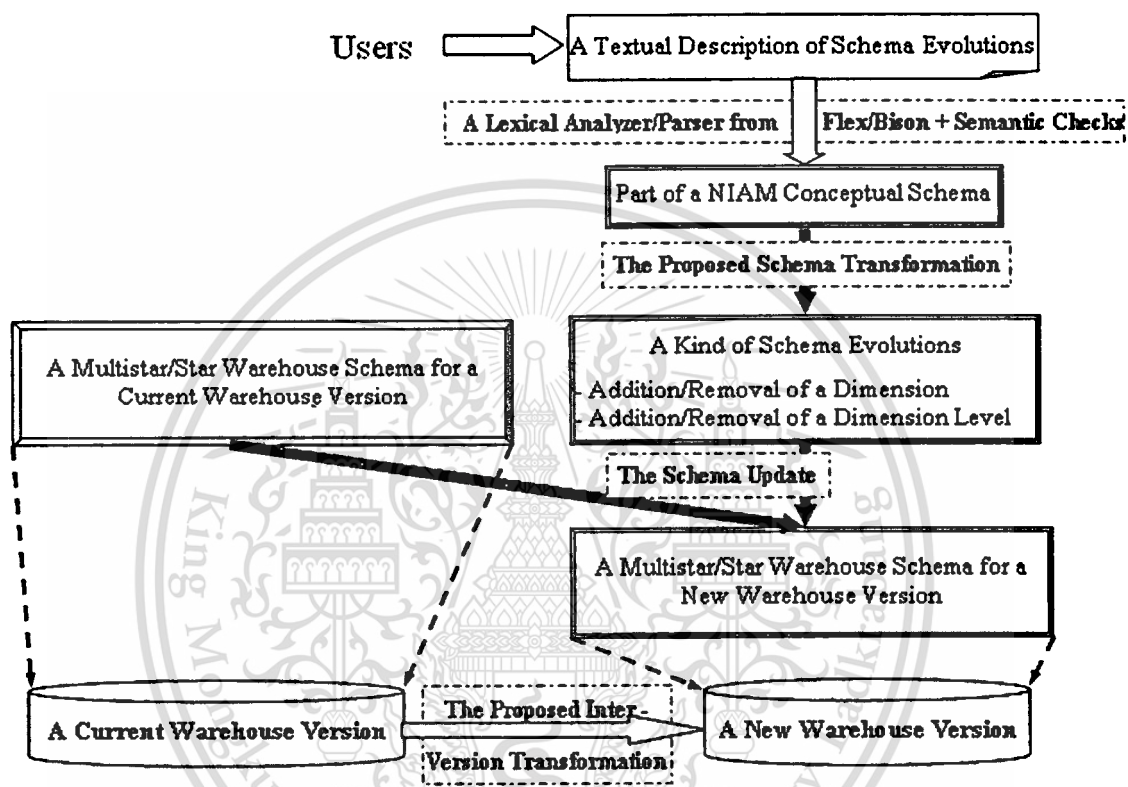 Users
A Textual Description of Schema Evolutions
A Lexical Analyzer/Parser from Flex/Bison + Semantic Checks
Part of a NIAM Conceptual Schema
The Proposed Schema Transformation
A Multistar/Star Warehouse Schema for a
Current Warehouse Version
A Kind of Schema Evolutions
- Addition/Removal of a Dimension
- Addition/Removal of a Dimension Level
The Schema Update
A Multistar/Star Warehouse Schema for a
New Warehouse Version
A Current Warehouse Version
The Proposed Inter-
Version Transformation
A New Warehouse Version
King